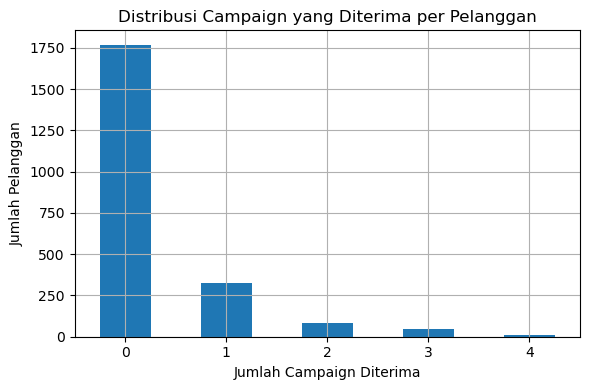 Distribusi Campaign yang Diterima per Pelanggan
Jumlah Pelanggan
1750
1500
1250
1000
750
500
250
0
0 1 2 3 4
Jumlah Campaign Diterima